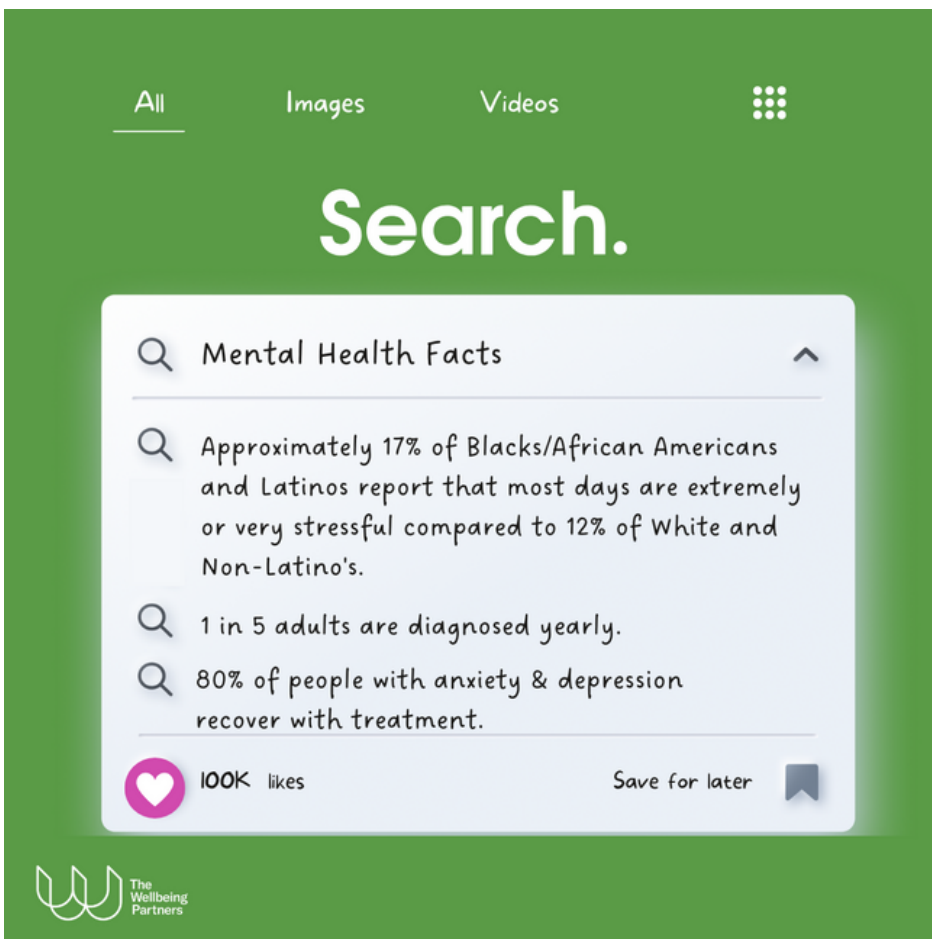 All
Images
Videos
Search.
Mental Health Facts
Approximately 17% of Blacks/African Americans
and Latinos report that most days are extremely
or very stressful compared to 12% of White and
Non-Latino's.
1 in 5 adults are diagnosed yearly.
80% of people with anxiety & depression
recover with treatment.
100K likes
Save for later
The
Wellbeing
Partners